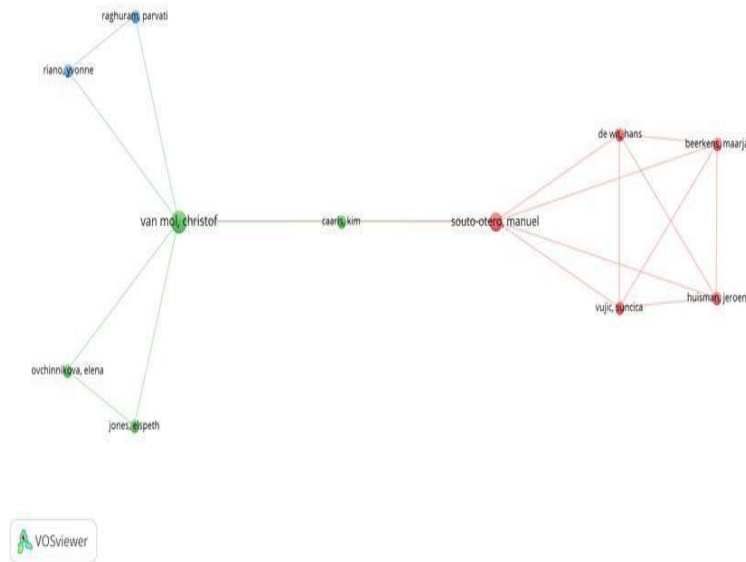 raghuram, parvati
riano, yvonne
de wit, hans
beerkens, maarja
van mol, christof
caarls, kim
souto-otero, manuel
huisman, jeroen
vujic, suncica
ovchinnikova, elena
jones, elspeth
VOSviewer